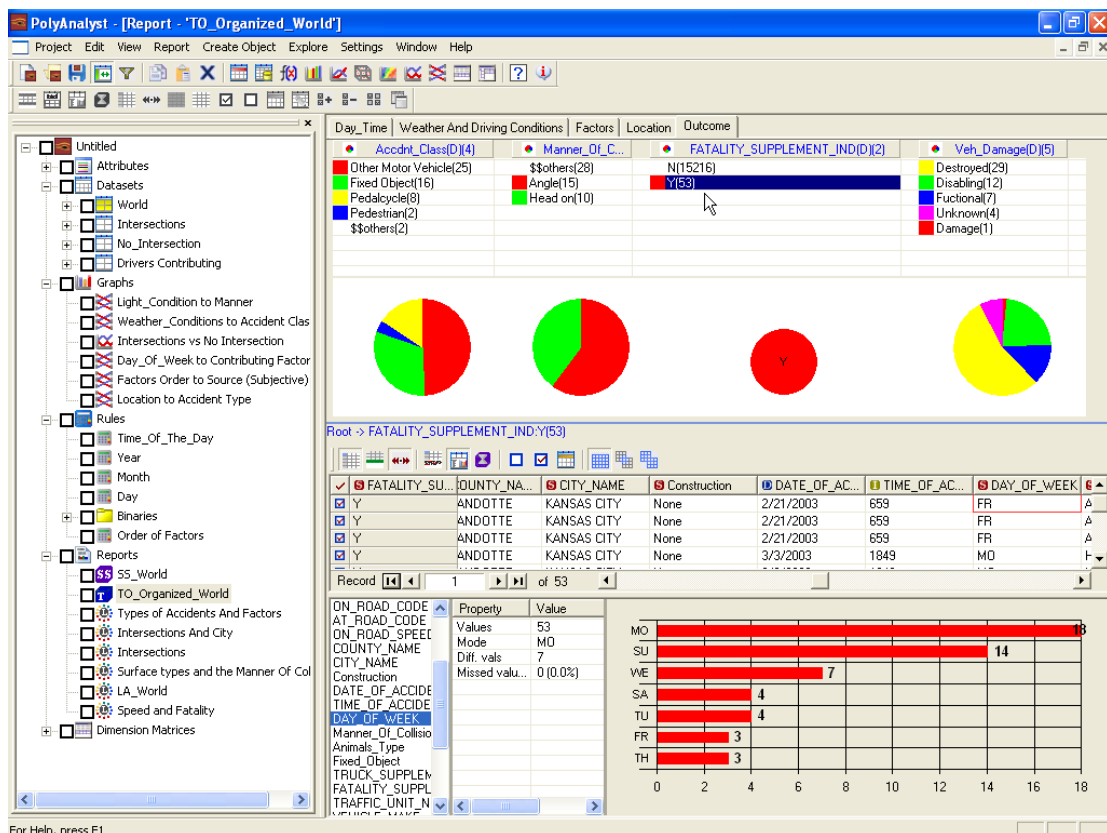 PolyAnalyst - [Report - 'TO_Organized_World']
Project Edit View Report Create Object Explore Settings Window Help
Untitled
Attributes
Datasets
World
Intersections
No_Intersection
Drivers Contributing
Graphs
Light_Condition to Manner
Weather_Conditions to Accident Clas
Intersections vs No Intersection
Day_Of_Week to Contributing Factor
Factors Order to Source (Subjective)
Location to Accident Type
Rules
Time_Of_The_Day
Year
Month
Day
Binaries
Order of Factors
Reports
SS SS_World
T TO_Organized_World
Types of Accidents And Factors
Intersections And City
Intersections
Surface types and the Manner Of Col
LA_World
Speed and Fatality
Dimension Matrices
Day_Time Weather And Driving Conditions Factors Location Outcome
Accdnt_Class(D)(4) Manner_Of_C... FATALITY_SUPPLEMENT_IND(D)(2) Veh_Damage(D)(5)
Other Motor Vehicle(25) $$others(28) N(15216) Destroyed(29)
Fixed Object(16) Angle(15) Y(53) Disabling(12)
Pedalcycle(8) Head on(10) Fuctional(7)
Pedestrian(2) Unknown(4)
$$others(2) Damage(1)
Y
Root -> FATALITY_SUPPLEMENT_IND:Y(53)
FATALITY_SU... OUNTY_NA... CITY_NAME Construction DATE_OF_AC... TIME_OF_AC... DAY_OF_WEEK
Y ANDOTTE KANSAS CITY None 2/21/2003 659 FR
Y ANDOTTE KANSAS CITY None 2/21/2003 659 FR
Y ANDOTTE KANSAS CITY None 2/21/2003 659 FR
Y ANDOTTE KANSAS CITY None 3/3/2003 1849 MO
Record 1 of 53
ON_ROAD_CODE
AT_ROAD_CODE
ON_ROAD_SPEED
COUNTY_NAME
CITY_NAME
Construction
DATE_OF_ACCIDE
TIME_OF_ACCIDE
DAY_OF_WEEK
Manner_Of_Collisio
Animals_Type
Fixed_Object
TRUCK_SUPPLEM
FATALITY_SUPPL
TRAFFIC_UNIT_N
VEHICLE_MAKE
Property Value
Values 53
Mode MO
Diff. vals 7
Missed valu... 0 (0.0%)
MO 18
SU 14
WE 7
SA 4
TU 4
FR 3
TH 3
0 2 4 6 8 10 12 14 16 18
For Help, press F1